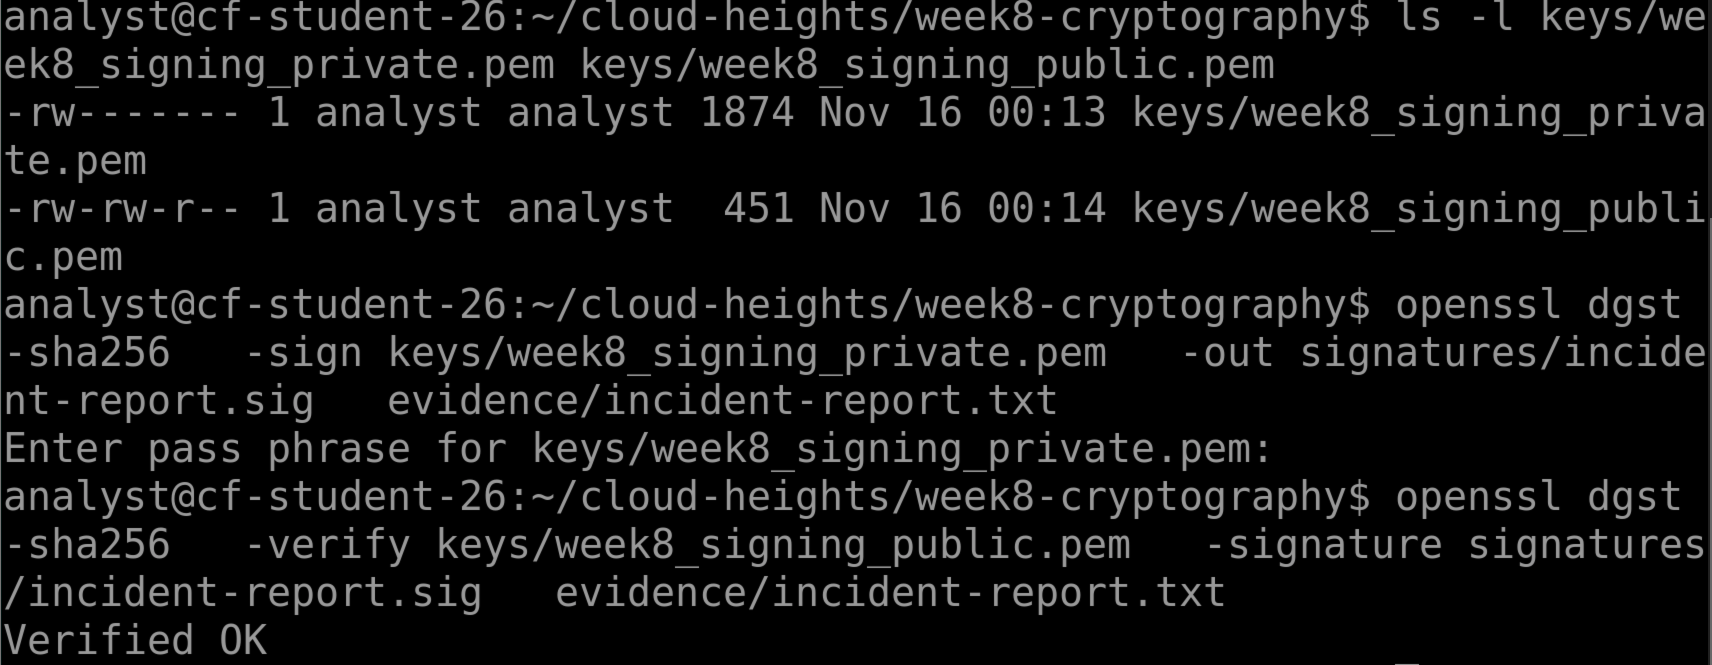 analyst@cf-student-26:~/cloud-heights/week8-cryptography$ ls -l keys/we
ek8_signing_private.pem keys/week8_signing_public.pem
-rw------- 1 analyst analyst 1874 Nov 16 00:13 keys/week8_signing_priva
te.pem
-rw-rw-r-- 1 analyst analyst  451 Nov 16 00:14 keys/week8_signing_publi
c.pem
analyst@cf-student-26:~/cloud-heights/week8-cryptography$ openssl dgst
-sha256   -sign keys/week8_signing_private.pem   -out signatures/incide
nt-report.sig   evidence/incident-report.txt
Enter pass phrase for keys/week8_signing_private.pem:
analyst@cf-student-26:~/cloud-heights/week8-cryptography$ openssl dgst
-sha256   -verify keys/week8_signing_public.pem   -signature signatures
/incident-report.sig   evidence/incident-report.txt
Verified OK